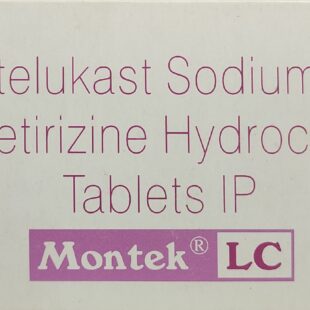 telukast Sodium
etirizine Hydroc
Tablets IP
Montek® LC